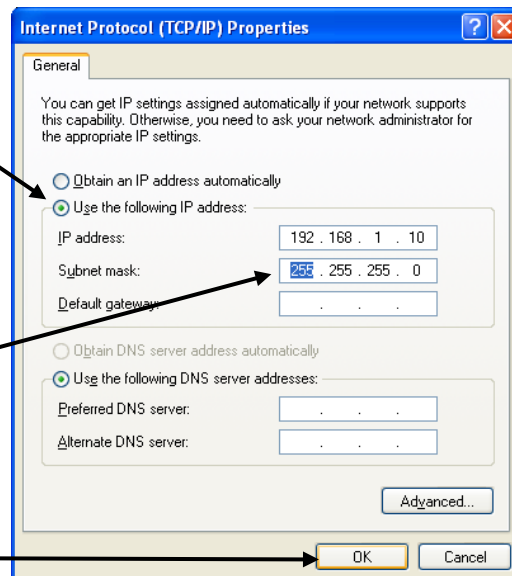 Internet Protocol (TCP/IP) Properties
General
You can get IP settings assigned automatically if your network supports
this capability. Otherwise, you need to ask your network administrator for
the appropriate IP settings.
Obtain an IP address automatically
Use the following IP address:
IP address: 192 . 168 . 1 . 10
Subnet mask: 255 . 255 . 255 . 0
Default gateway: . . .
Obtain DNS server address automatically
Use the following DNS server addresses:
Preferred DNS server: . . .
Alternate DNS server: . . .
Advanced...
OK Cancel